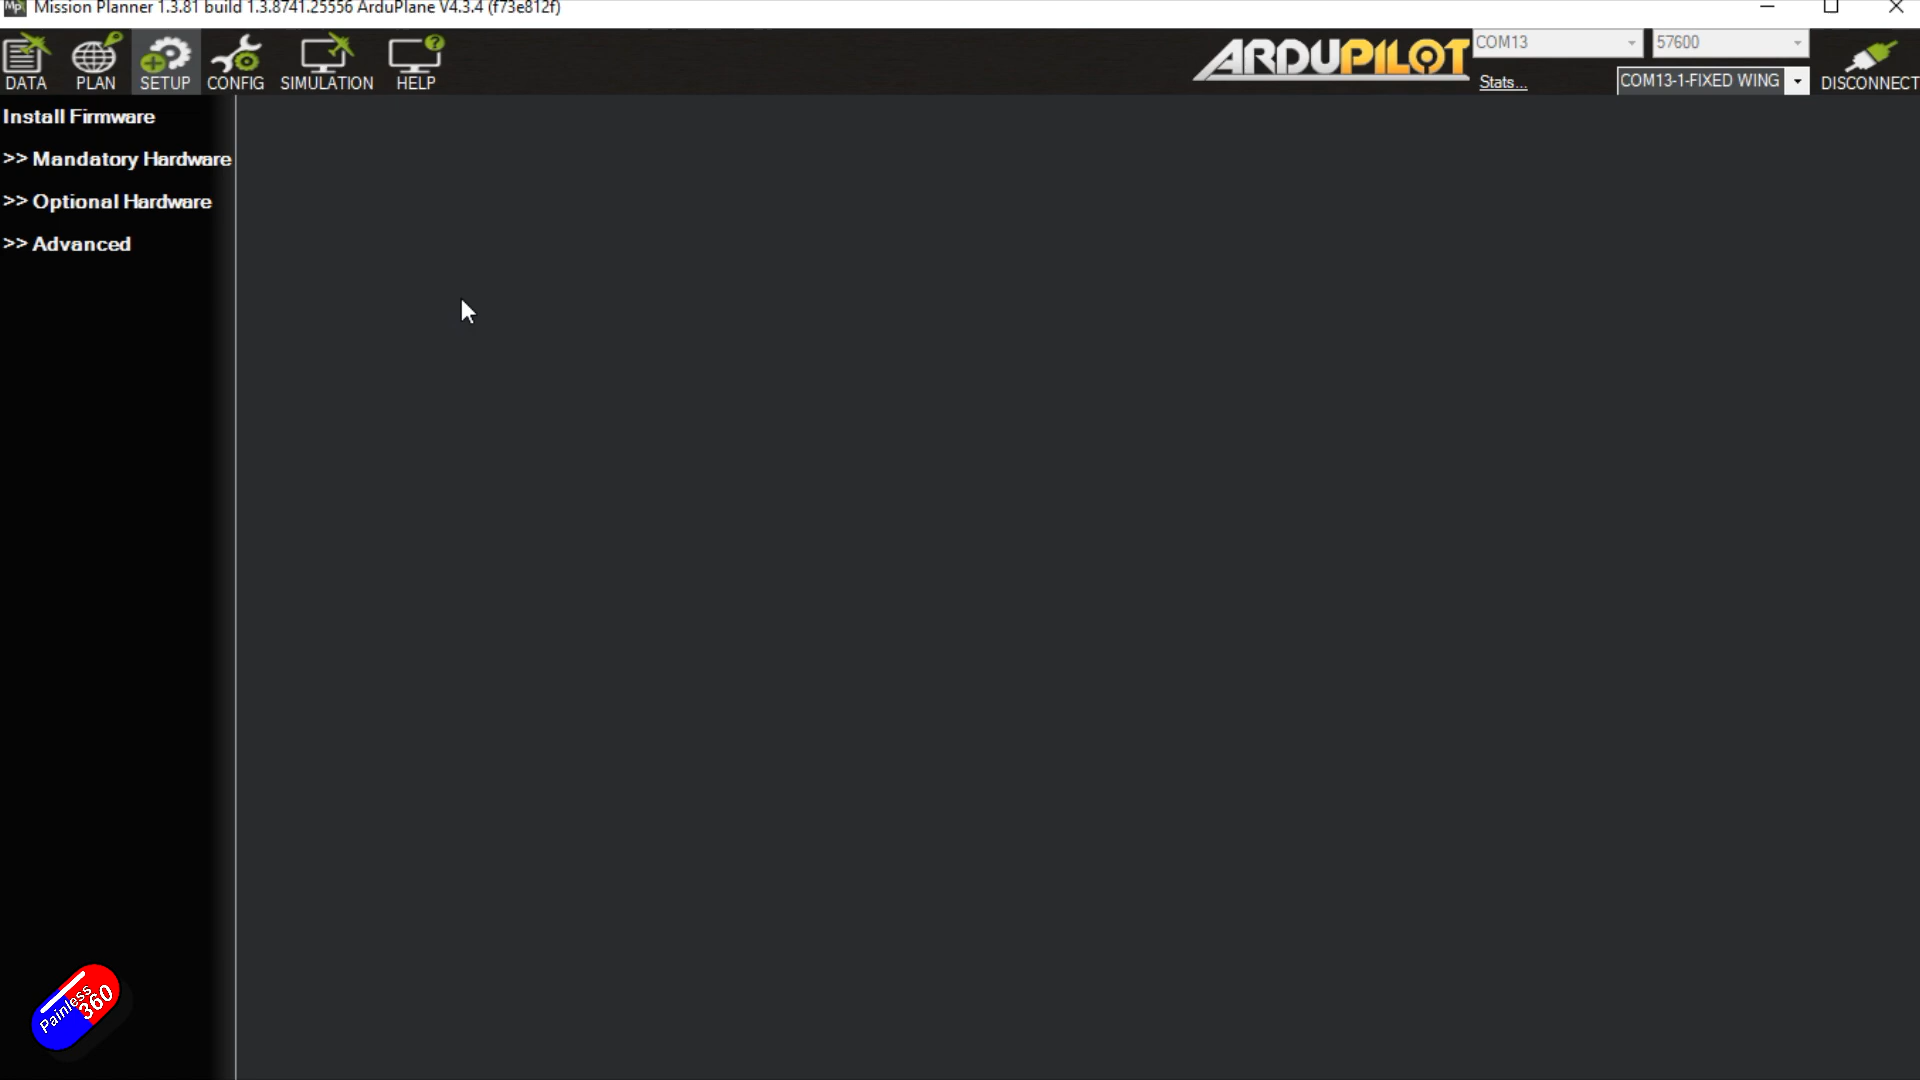 Mission Planner 1.3.81 build 1.3.8741.25556 ArduPlane V4.3.4 (f73e812f)
DATA PLAN SETUP CONFIG SIMULATION HELP
ARDUPILOT
COM13 57600
Stats... COM13-1-FIXED WING DISCONNECT
Install Firmware
>> Mandatory Hardware
>> Optional Hardware
>> Advanced
Painless
360